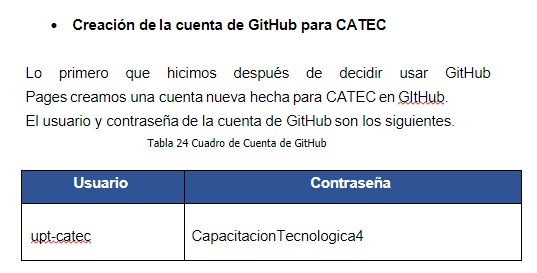 • Creación de la cuenta de GitHub para CATEC
Lo primero que hicimos después de decidir usar GitHub
Pages creamos una cuenta nueva hecha para CATEC en GItHub.
El usuario y contraseña de la cuenta de GitHub son los siguientes.
Tabla 24 Cuadro de Cuenta de GitHub
Usuario Contraseña
upt-catec CapacitacionTecnologica4